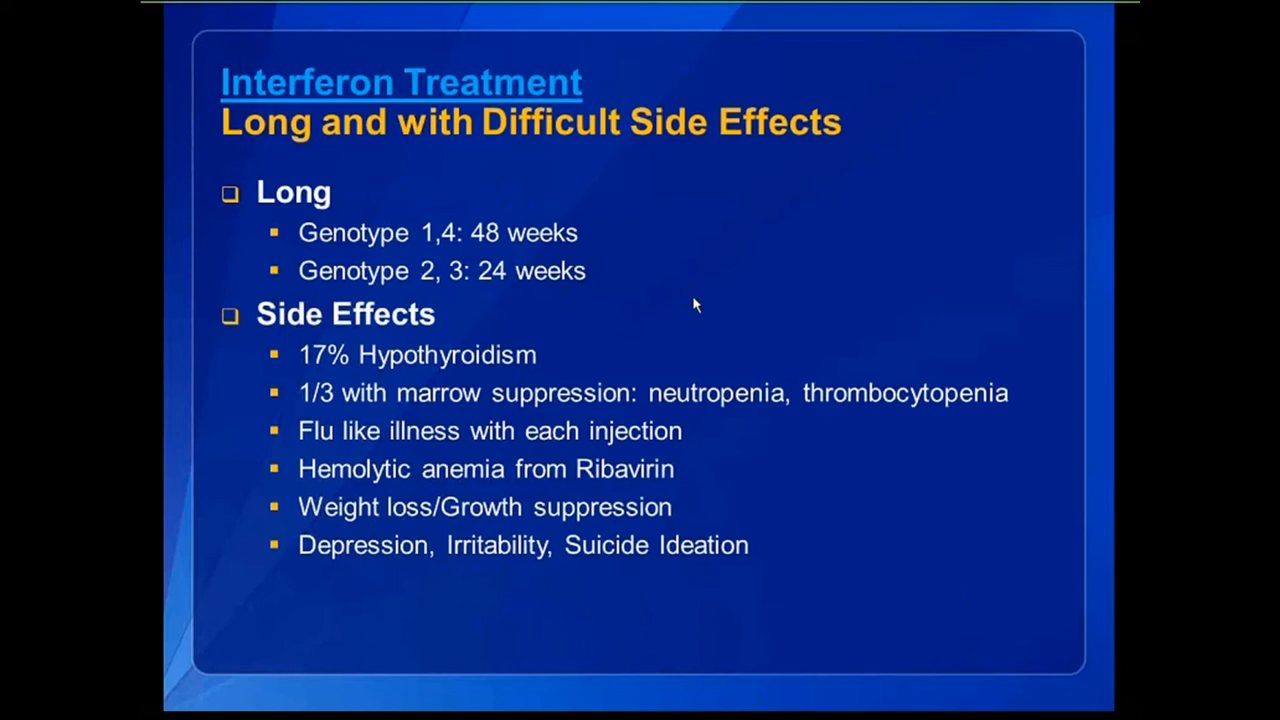 Interferon Treatment
Long and with Difficult Side Effects
Long
Genotype 1,4: 48 weeks
Genotype 2, 3: 24 weeks
Side Effects
17% Hypothyroidism
1/3 with marrow suppression: neutropenia, thrombocytopenia
Flu like illness with each injection
Hemolytic anemia from Ribavirin
Weight loss/Growth suppression
Depression, Irritability, Suicide Ideation